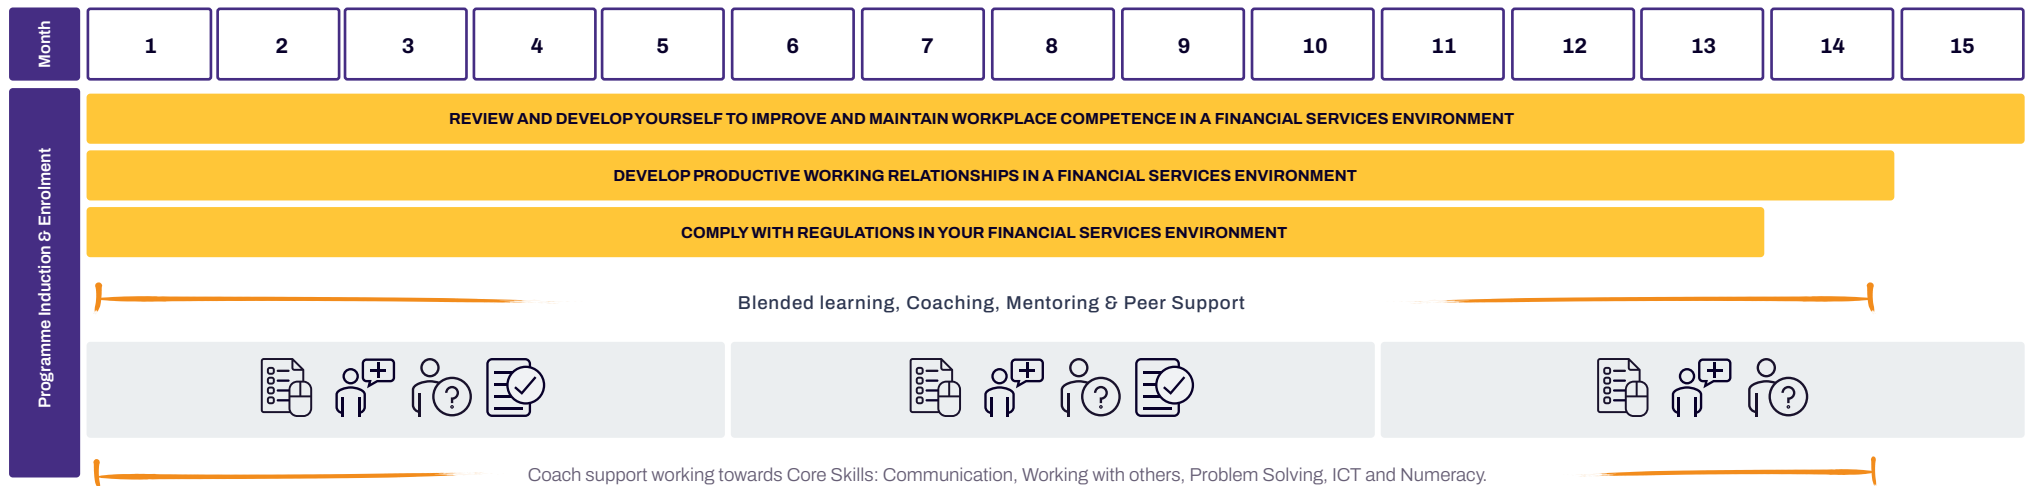 Month
1
2
3
4
5
6
7
8
9
10
11
12
13
14
15
Programme Induction & Enrolment
REVIEW AND DEVELOP YOURSELF TO IMPROVE AND MAINTAIN WORKPLACE COMPETENCE IN A FINANCIAL SERVICES ENVIRONMENT
DEVELOP PRODUCTIVE WORKING RELATIONSHIPS IN A FINANCIAL SERVICES ENVIRONMENT
COMPLY WITH REGULATIONS IN YOUR FINANCIAL SERVICES ENVIRONMENT
Blended learning, Coaching, Mentoring & Peer Support
Coach support working towards Core Skills: Communication, Working with others, Problem Solving, ICT and Numeracy.